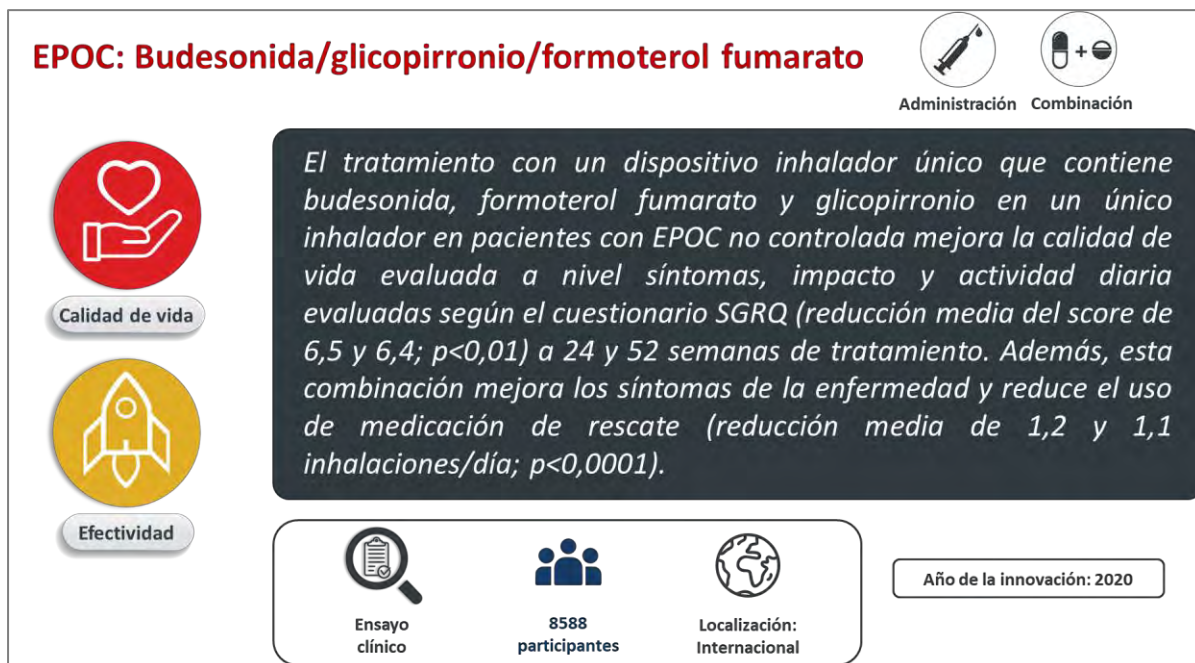 EPOC: Budesonida/glicopirronio/formoterol fumarato
Administración
Combinación
Calidad de vida
Efectividad
El tratamiento con un dispositivo inhalador único que contiene
budesonida, formoterol fumarato y glicopirronio en un único
inhalador en pacientes con EPOC no controlada mejora la calidad de
vida evaluada a nivel síntomas, impacto y actividad diaria
evaluadas según el cuestionario SGRQ (reducción media del score de
6,5 y 6,4; p<0,01) a 24 y 52 semanas de tratamiento. Además, esta
combinación mejora los síntomas de la enfermedad y reduce el uso
de medicación de rescate (reducción media de 1,2 y 1,1
inhalaciones/día; p<0,0001).
Ensayo
clínico
8588
participantes
Localización:
Internacional
Año de la innovación: 2020